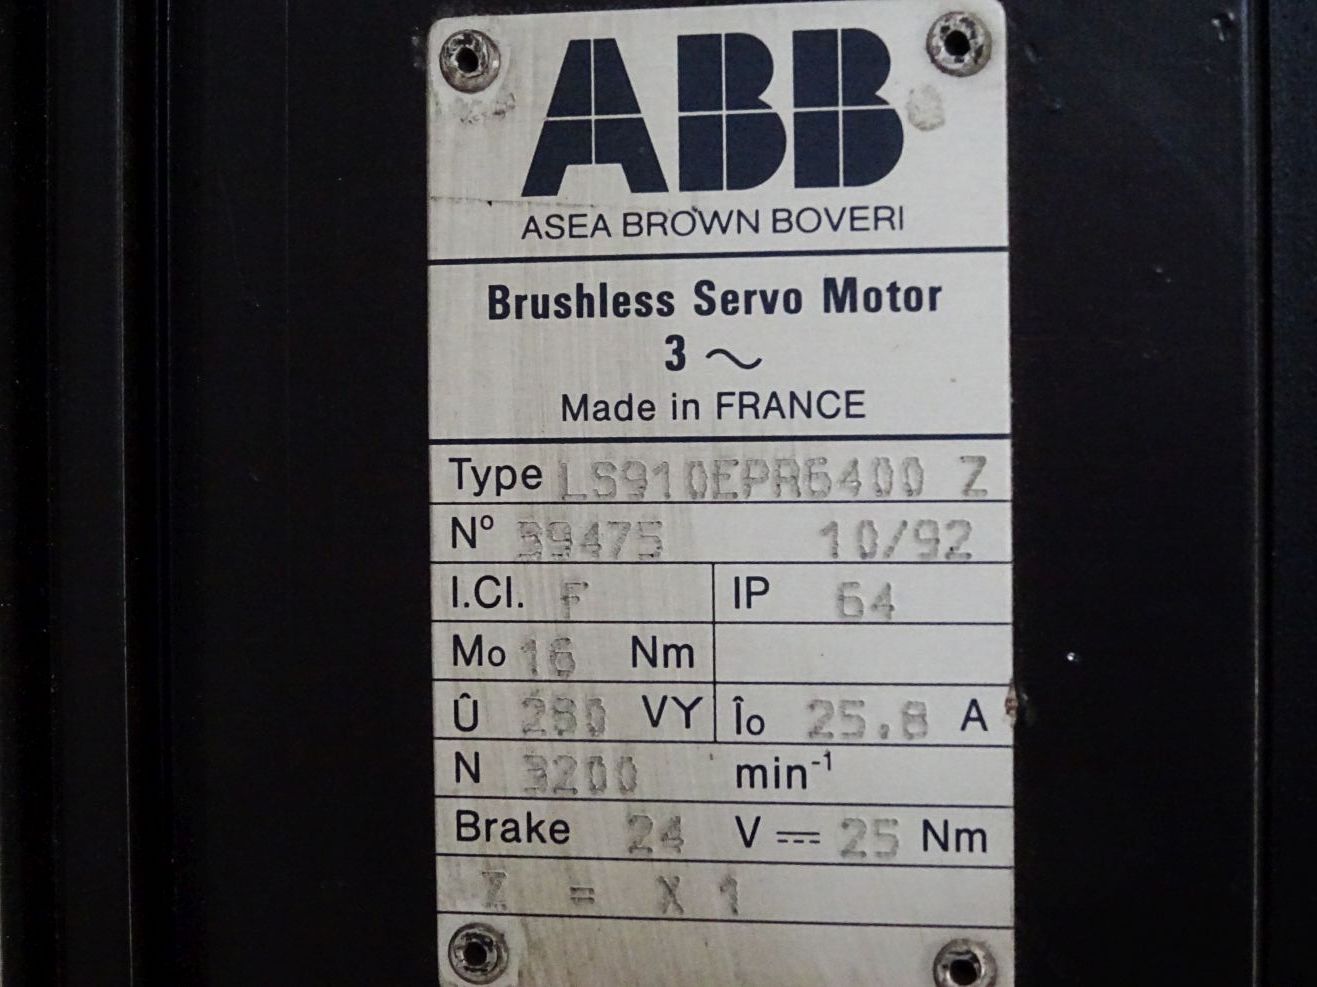 ABB
ASEA BROWN BOVERI
Brushless Servo Motor
3 ~
Made in FRANCE
Type LS910EPR6400 Z
Nº 39475 10/92
I.Cl. F IP 64
Mo 16 Nm
Û 280 VY Îo 25.8 A
N 3200 min⁻¹
Brake 24 V ⎓ 25 Nm
Z = X 1